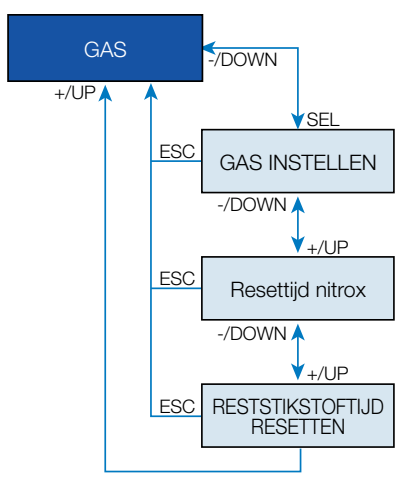 GAS
-/DOWN
+/UP
SEL
ESC
GAS INSTELLEN
-/DOWN
+/UP
ESC
Resettijd nitrox
-/DOWN
+/UP
ESC
RESTSTIKSTOFTIJD
RESETTEN